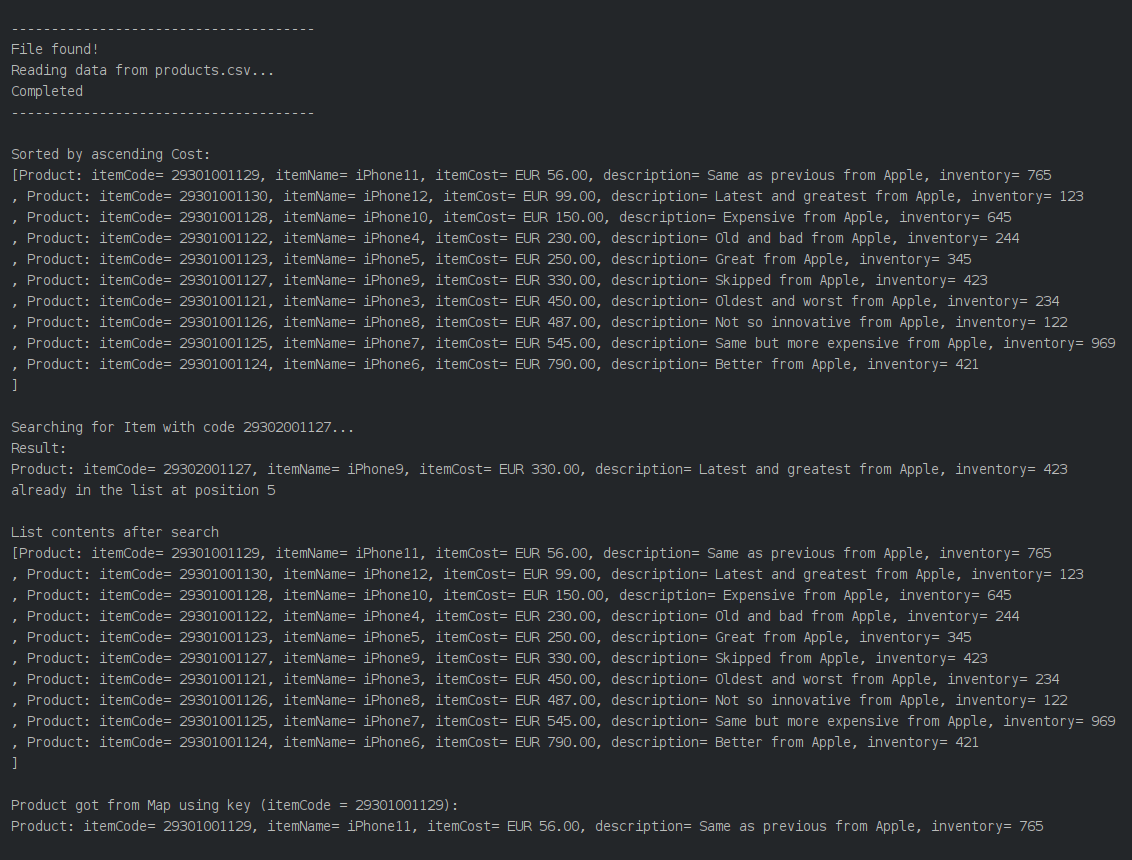 -------------------------------------
File found!
Reading data from products.csv...
Completed
-------------------------------------
Sorted by ascending Cost:
[Product: itemCode= 29301001129, itemName= iPhone11, itemCost= EUR 56.00, description= Same as previous from Apple, inventory= 765
, Product: itemCode= 29301001130, itemName= iPhone12, itemCost= EUR 99.00, description= Latest and greatest from Apple, inventory= 123
, Product: itemCode= 29301001128, itemName= iPhone10, itemCost= EUR 150.00, description= Expensive from Apple, inventory= 645
, Product: itemCode= 29301001122, itemName= iPhone4, itemCost= EUR 230.00, description= Old and bad from Apple, inventory= 244
, Product: itemCode= 29301001123, itemName= iPhone5, itemCost= EUR 250.00, description= Great from Apple, inventory= 345
, Product: itemCode= 29301001127, itemName= iPhone9, itemCost= EUR 330.00, description= Skipped from Apple, inventory= 423
, Product: itemCode= 29301001121, itemName= iPhone3, itemCost= EUR 450.00, description= Oldest and worst from Apple, inventory= 234
, Product: itemCode= 29301001126, itemName= iPhone8, itemCost= EUR 487.00, description= Not so innovative from Apple, inventory= 122
, Product: itemCode= 29301001125, itemName= iPhone7, itemCost= EUR 545.00, description= Same but more expensive from Apple, inventory= 969
, Product: itemCode= 29301001124, itemName= iPhone6, itemCost= EUR 790.00, description= Better from Apple, inventory= 421
]
Searching for Item with code 29302001127...
Result:
Product: itemCode= 29302001127, itemName= iPhone9, itemCost= EUR 330.00, description= Latest and greatest from Apple, inventory= 423
already in the list at position 5
List contents after search
[Product: itemCode= 29301001129, itemName= iPhone11, itemCost= EUR 56.00, description= Same as previous from Apple, inventory= 765
, Product: itemCode= 29301001130, itemName= iPhone12, itemCost= EUR 99.00, description= Latest and greatest from Apple, inventory= 123
, Product: itemCode= 29301001128, itemName= iPhone10, itemCost= EUR 150.00, description= Expensive from Apple, inventory= 645
, Product: itemCode= 29301001122, itemName= iPhone4, itemCost= EUR 230.00, description= Old and bad from Apple, inventory= 244
, Product: itemCode= 29301001123, itemName= iPhone5, itemCost= EUR 250.00, description= Great from Apple, inventory= 345
, Product: itemCode= 29301001127, itemName= iPhone9, itemCost= EUR 330.00, description= Skipped from Apple, inventory= 423
, Product: itemCode= 29301001121, itemName= iPhone3, itemCost= EUR 450.00, description= Oldest and worst from Apple, inventory= 234
, Product: itemCode= 29301001126, itemName= iPhone8, itemCost= EUR 487.00, description= Not so innovative from Apple, inventory= 122
, Product: itemCode= 29301001125, itemName= iPhone7, itemCost= EUR 545.00, description= Same but more expensive from Apple, inventory= 969
, Product: itemCode= 29301001124, itemName= iPhone6, itemCost= EUR 790.00, description= Better from Apple, inventory= 421
]
Product got from Map using key (itemCode = 29301001129):
Product: itemCode= 29301001129, itemName= iPhone11, itemCost= EUR 56.00, description= Same as previous from Apple, inventory= 765